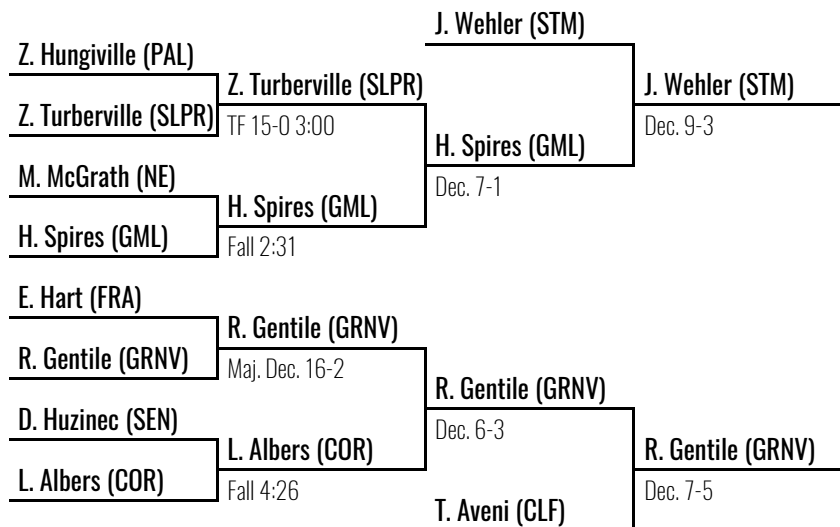 J. Wehler (STM)
Z. Hungiville (PAL)
Z. Turberville (SLPR)
J. Wehler (STM)
Z. Turberville (SLPR)
TF 15-0 3:00
Dec. 9-3
H. Spires (GML)
M. McGrath (NE)
Dec. 7-1
H. Spires (GML)
H. Spires (GML)
Fall 2:31
E. Hart (FRA)
R. Gentile (GRNV)
R. Gentile (GRNV)
Maj. Dec. 16-2
R. Gentile (GRNV)
D. Huzinec (SEN)
Dec. 6-3
L. Albers (COR)
R. Gentile (GRNV)
L. Albers (COR)
Fall 4:26
Dec. 7-5
T. Aveni (CLF)